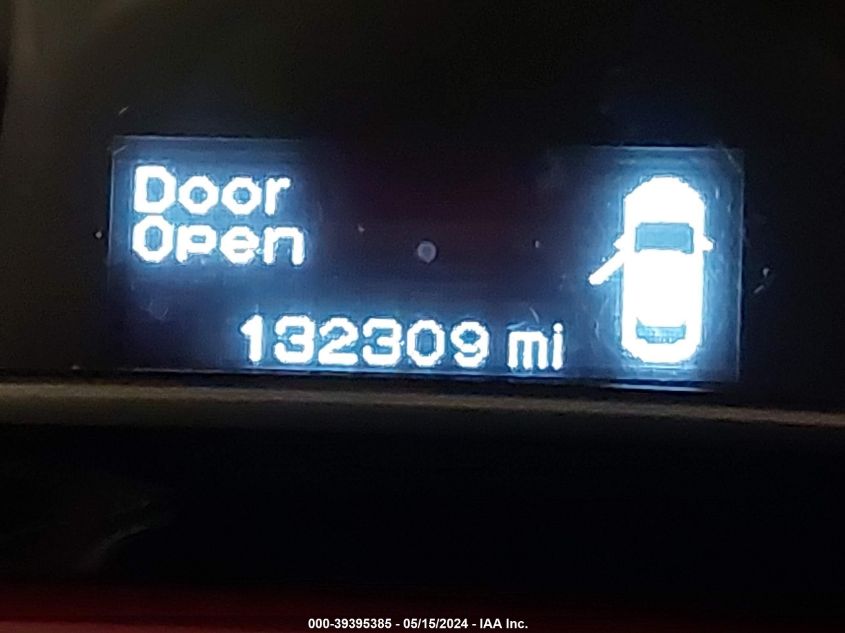 Door
Open
132309 mi
000-39395385 - 05/15/2024 - IAA Inc.